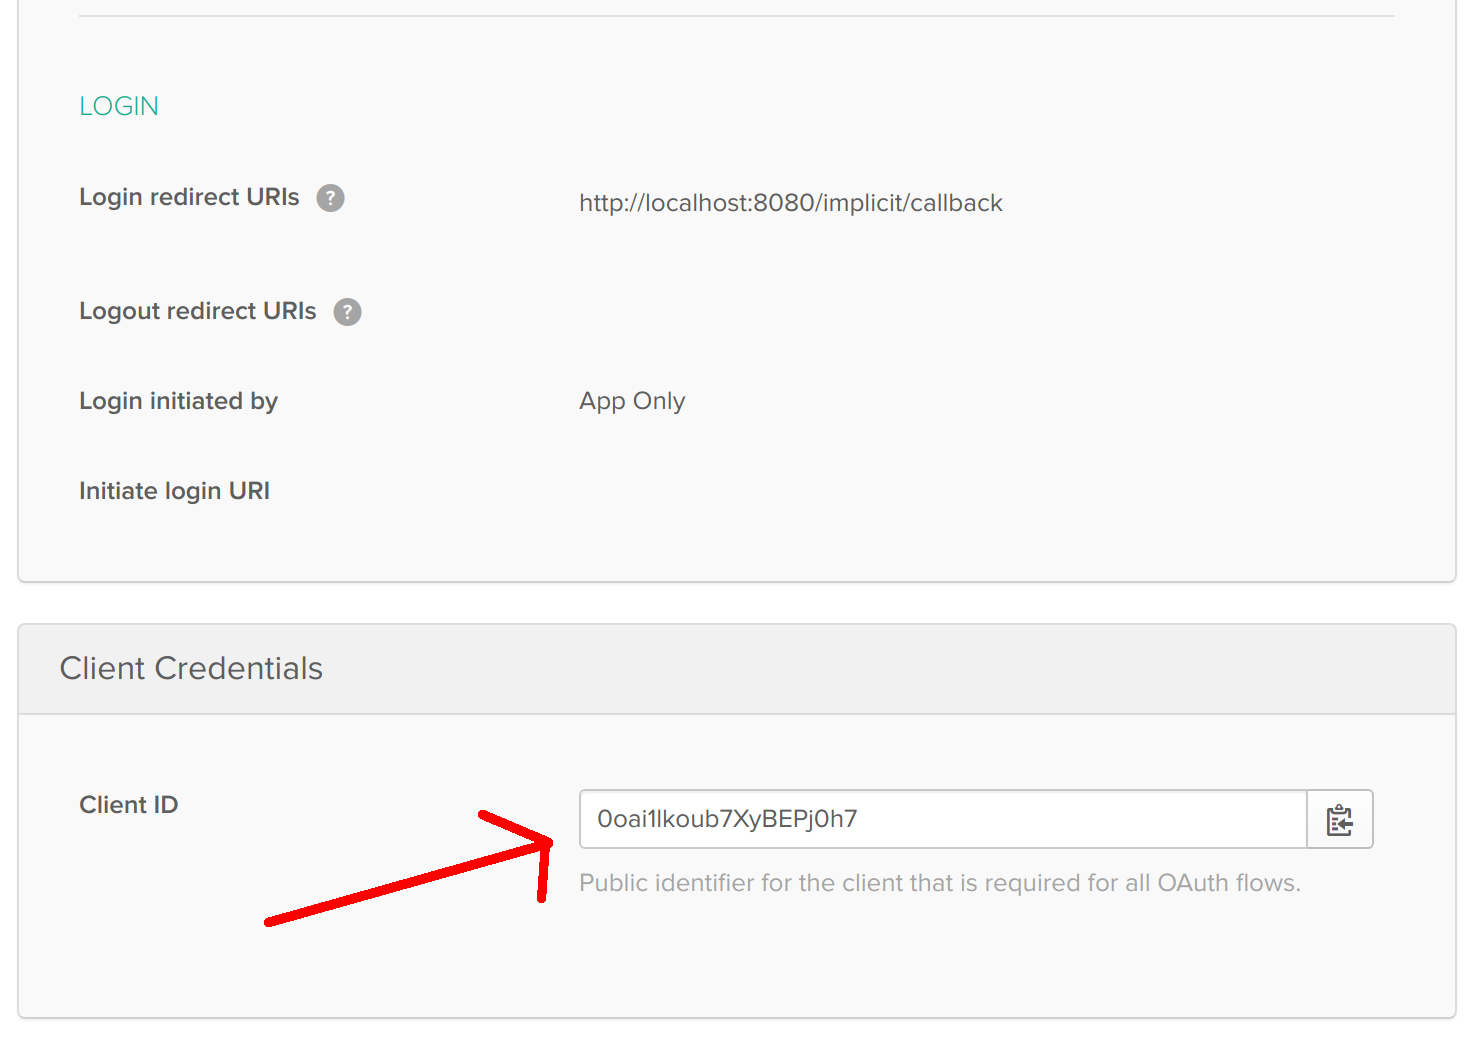 LOGIN
Login redirect URIs ? http://localhost:8080/implicit/callback
Logout redirect URIs ?
Login initiated by App Only
Initiate login URI
Client Credentials
Client ID 0oai1lkoub7XyBEPj0h7
Public identifier for the client that is required for all OAuth flows.